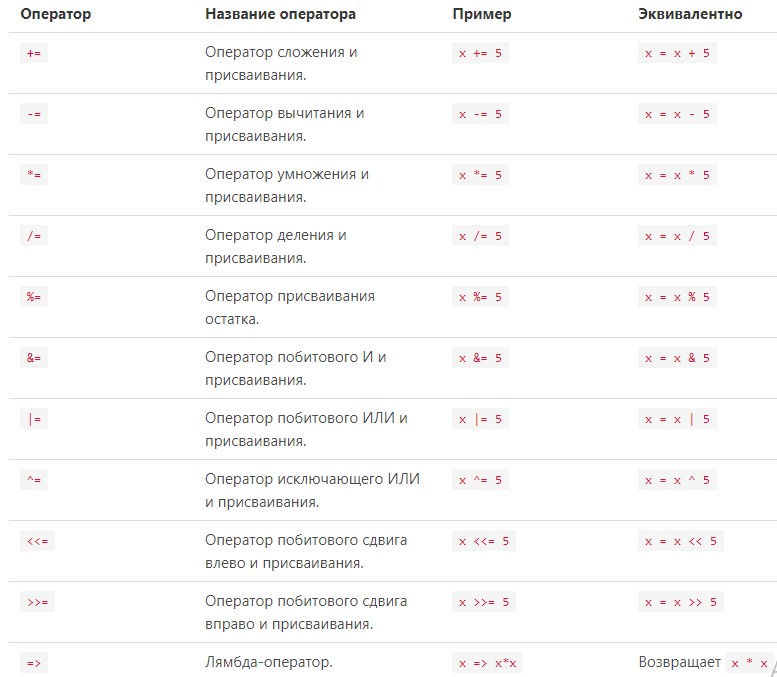 Оператор Название оператора Пример Эквивалентно
+= Оператор сложения и x += 5 x = x + 5
присваивания.
-= Оператор вычитания и x -= 5 x = x - 5
присваивания.
*= Оператор умножения и x *= 5 x = x * 5
присваивания.
/= Оператор деления и x /= 5 x = x / 5
присваивания.
%= Оператор присваивания x %= 5 x = x % 5
остатка.
&= Оператор побитового И и x &= 5 x = x & 5
присваивания.
|= Оператор побитового ИЛИ и x |= 5 x = x | 5
присваивания.
^= Оператор исключающего ИЛИ x ^= 5 x = x ^ 5
и присваивания.
<<= Оператор побитового сдвига x <<= 5 x = x << 5
влево и присваивания.
>>= Оператор побитового сдвига x >>= 5 x = x >> 5
вправо и присваивания.
=> Лямбда-оператор. x => x*x Возвращает x * x